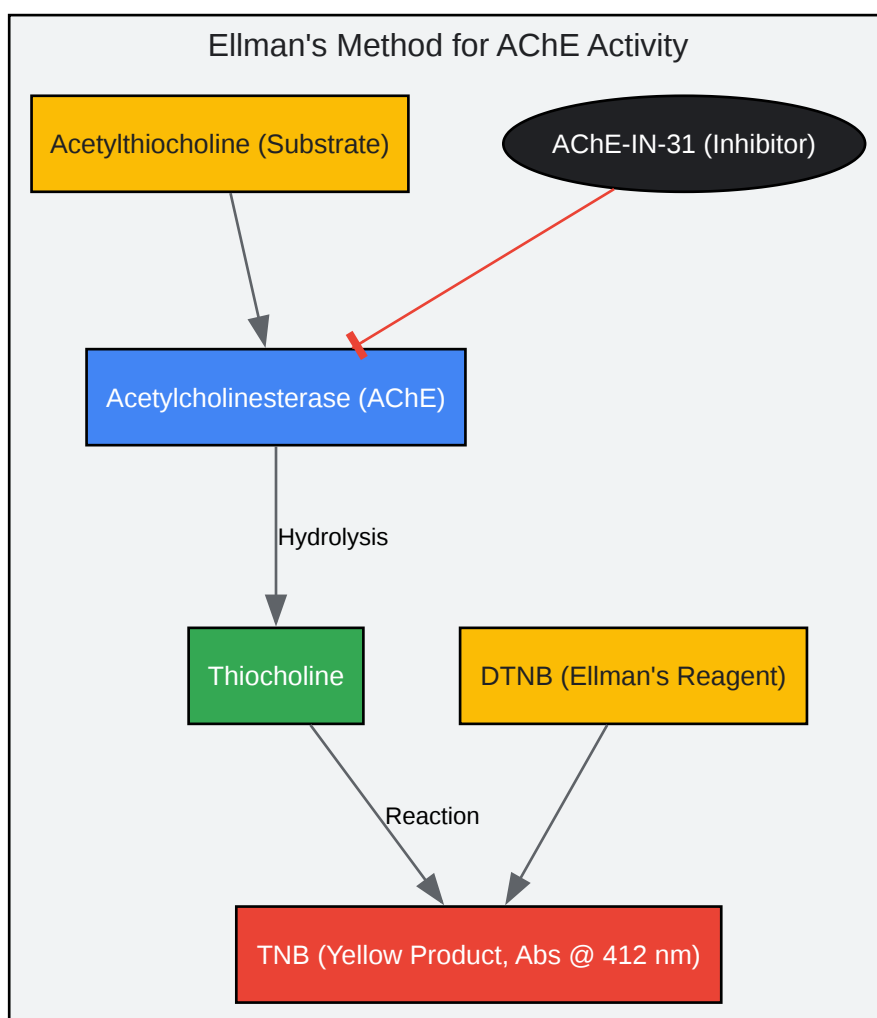 Ellman's Method for AChE Activity
Acetylthiocholine (Substrate)
AChE-IN-31 (Inhibitor)
Acetylcholinesterase (AChE)
Hydrolysis
Thiocholine
DTNB (Ellman's Reagent)
Reaction
TNB (Yellow Product, Abs @ 412 nm)